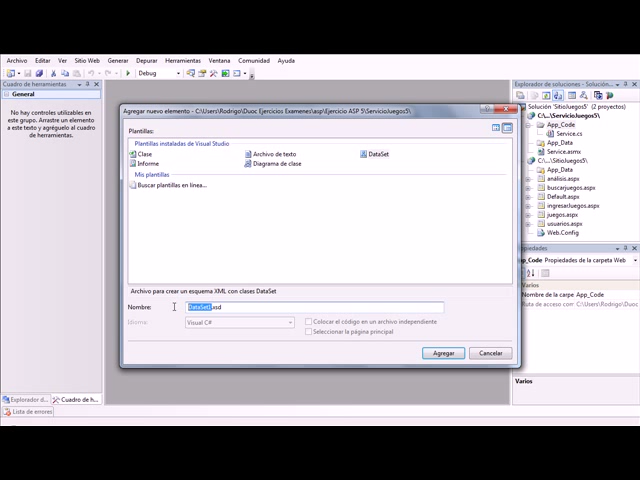 Archivo Editar Ver Sitio Web Generar Depurar Herramientas Ventana Comunidad Ayuda
Debug
Cuadro de herramientas
General
No hay controles utilizables en
este grupo. Arrastre un elemento
a este texto y agréguelo al cuadro
de herramientas.
Explorador d...
Cuadro de h...
Lista de errores
Agregar nuevo elemento - C:\Users\Rodrigo\Duoc Ejercicios Examenes\asp\Ejercicio ASP 5\ServicioJuegos5\
Plantillas:
Plantillas instaladas de Visual Studio
Clase Archivo de texto DataSet
Informe Diagrama de clase
Mis plantillas
Buscar plantillas en línea...
Archivo para crear un esquema XML con clases DataSet
Nombre: DataSet1.xsd
Idioma: Visual C#
Colocar el código en un archivo independiente
Seleccionar la página principal
Agregar Cancelar
Explorador de soluciones - Solución...
Solución 'SitioJuegos5' (2 proyectos)
C:\...\ServicioJuegos5\
App_Code
Service.cs
App_Data
Service.asmx
C:\...\SitioJuegos5\
App_Data
análisis.aspx
buscarjuegos.aspx
Default.aspx
ingresarJuegos.aspx
juegos.aspx
usuarios.aspx
Web.Config
Propiedades
App_Code Propiedades de la carpeta Web
Varios
Nombre de la carpe App_Code
Ruta de acceso con C:\Users\Rodrigo\Duoc
Varios